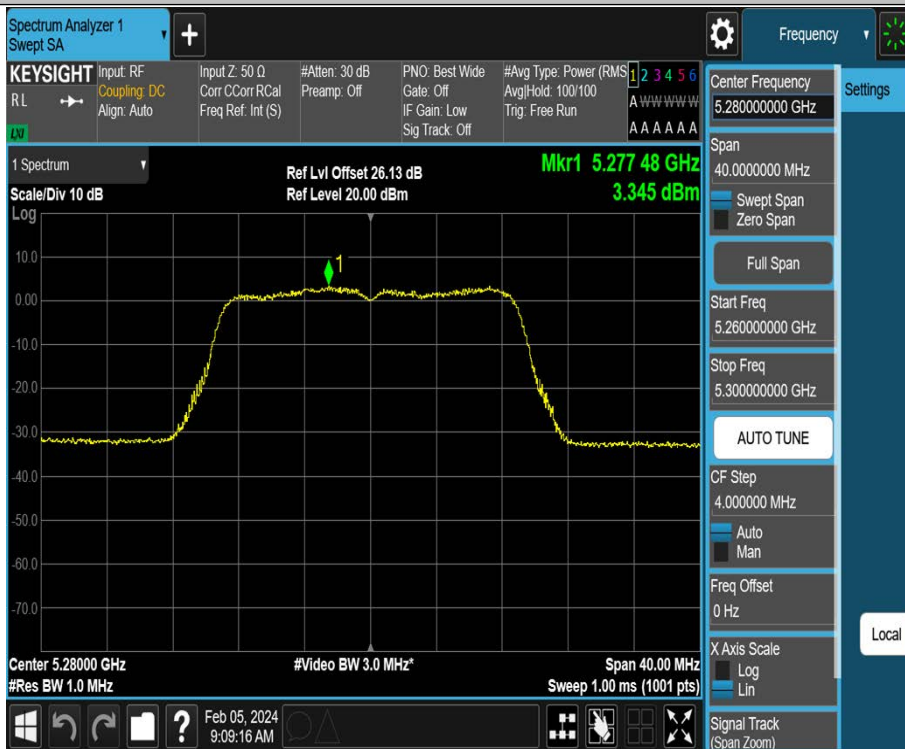 Spectrum Analyzer 1
Swept SA
+
Frequency
KEYSIGHT
RL
LXI
Input: RF
Coupling: DC
Align: Auto
Input Z: 50 Ω
Corr CCorr RCal
Freq Ref: Int (S)
#Atten: 30 dB
Preamp: Off
PNO: Best Wide
Gate: Off
IF Gain: Low
Sig Track: Off
#Avg Type: Power (RMS
Avg|Hold: 100/100
Trig: Free Run
1 2 3 4 5 6
A W W W W W
A A A A A A
1 Spectrum
Scale/Div 10 dB
Log
Ref Lvl Offset 26.13 dB
Ref Level 20.00 dBm
Mkr1 5.277 48 GHz
3.345 dBm
1
10.0
0.00
-10.0
-20.0
-30.0
-40.0
-50.0
-60.0
-70.0
Center 5.28000 GHz
#Res BW 1.0 MHz
#Video BW 3.0 MHz*
Span 40.00 MHz
Sweep 1.00 ms (1001 pts)
?
Feb 05, 2024
9:09:16 AM
Center Frequency
5.280000000 GHz
Span
40.0000000 MHz
Swept Span
Zero Span
Full Span
Start Freq
5.260000000 GHz
Stop Freq
5.300000000 GHz
AUTO TUNE
CF Step
4.000000 MHz
Auto
Man
Freq Offset
0 Hz
X Axis Scale
Log
Lin
Signal Track
(Span Zoom)
Settings
Local